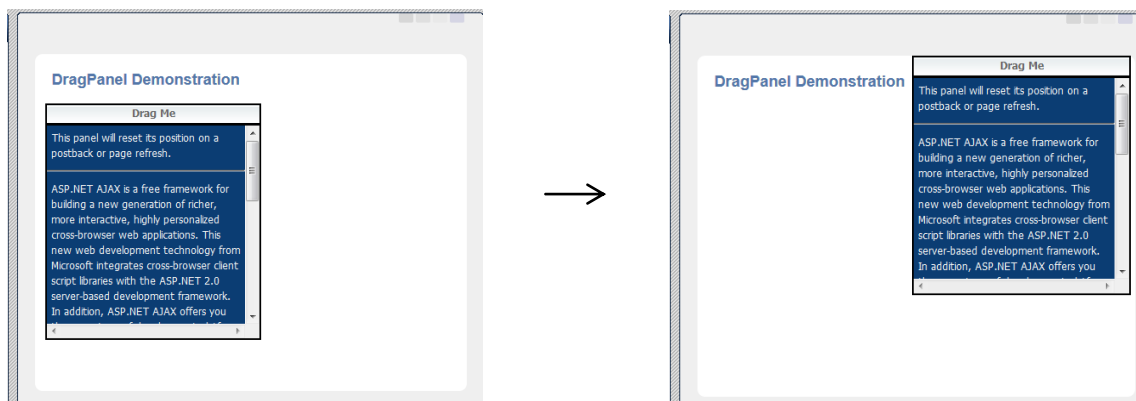 DragPanel Demonstration
Drag Me
This panel will reset its position on a
postback or page refresh.
ASP.NET AJAX is a free framework for
building a new generation of richer,
more interactive, highly personalized
cross-browser web applications. This
new web development technology from
Microsoft integrates cross-browser client
script libraries with the ASP.NET 2.0
server-based development framework.
In addition, ASP.NET AJAX offers you
DragPanel Demonstration
Drag Me
This panel will reset its position on a
postback or page refresh.
ASP.NET AJAX is a free framework for
building a new generation of richer,
more interactive, highly personalized
cross-browser web applications. This
new web development technology from
Microsoft integrates cross-browser client
script libraries with the ASP.NET 2.0
server-based development framework.
In addition, ASP.NET AJAX offers you